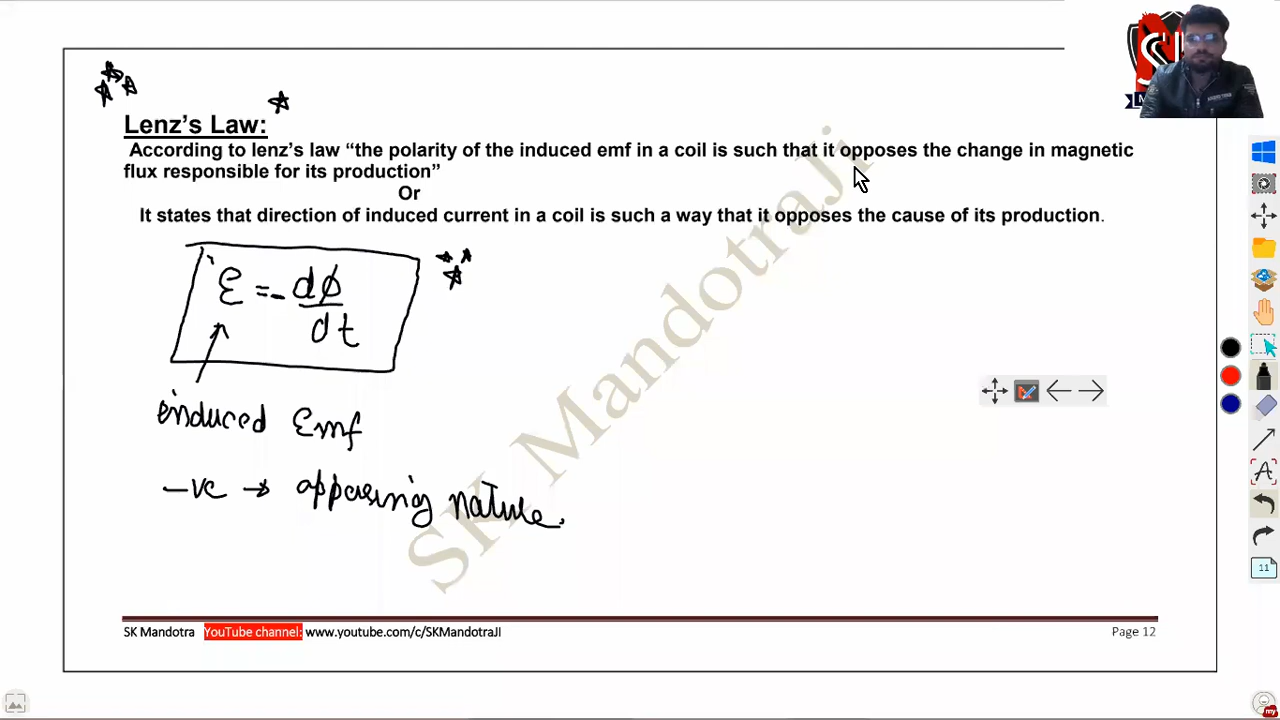 Lenz’s Law:
According to lenz’s law “the polarity of the induced emf in a coil is such that it opposes the change in magnetic
flux responsible for its production”
Or
It states that direction of induced current in a coil is such a way that it opposes the cause of its production.
ε = - dφ
dt
induced Emf
-ve → opposing nature.
SK MandotraJi
SK Mandotra YouTube channel: www.youtube.com/c/SKMandotraJI
Page 12
11